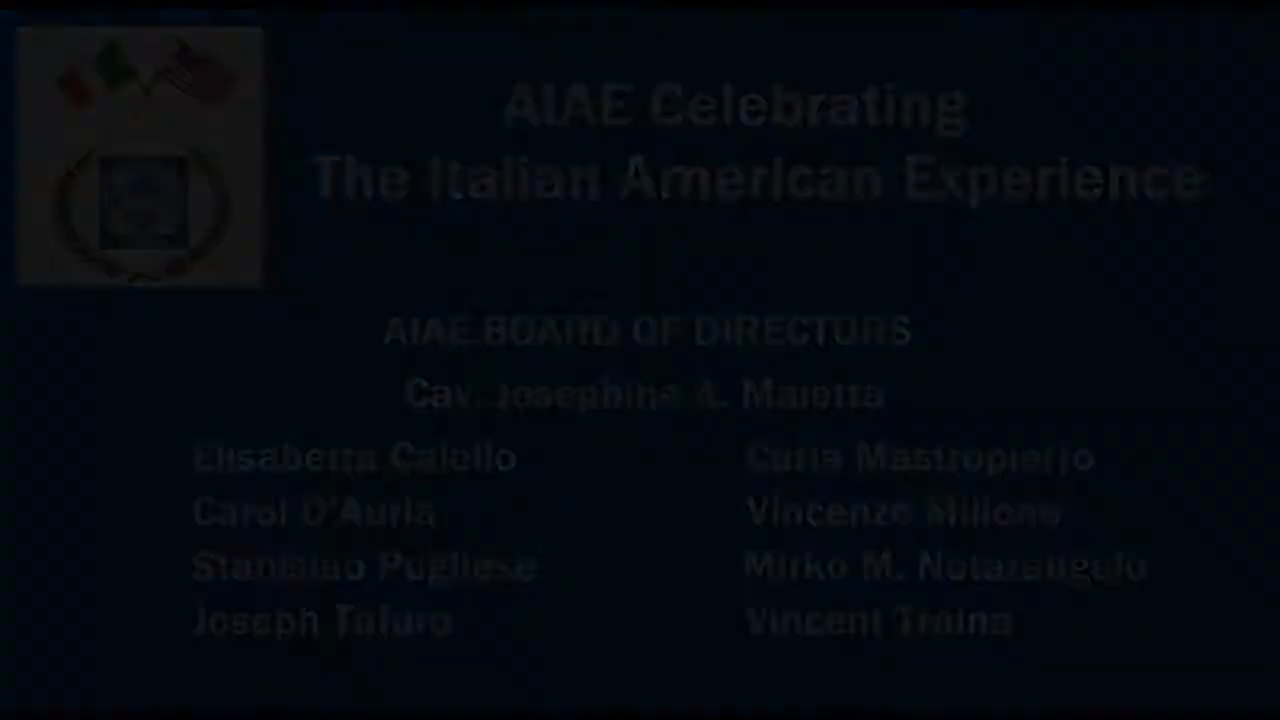 AIAE Celebrating
The Italian American Experience
AIAE BOARD OF DIRECTORS
Cav. Josephine A. Maietta
Elisabetta Calello
Carla Mastropierro
Carol D'Auria
Vincenzo Milione
Stanislao Pugliese
Mirko M. Notarangelo
Joseph Tufuro
Vincent